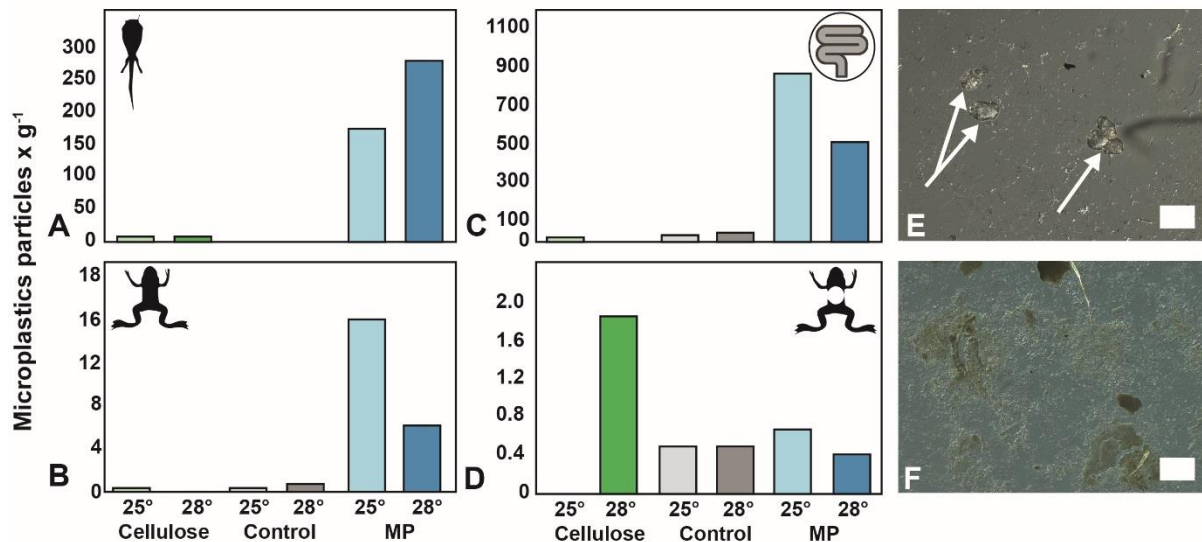 Microplastics particles x g-1
300
250
200
150
100
50
0
A
18
16
12
8
4
0
B
25° 28° 25° 28° 25° 28°
Cellulose Control MP
1100
900
700
500
300
100
0
C
2.0
1.6
1.2
0.8
0.4
0
D
25° 28° 25° 28° 25° 28°
Cellulose Control MP
E
F